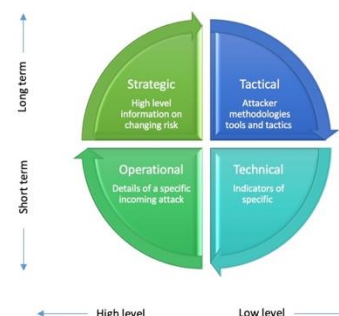 Long term
Strategic
High level
information on
changing risk
Tactical
Attacker
methodologies
tools and tactics
Short term
Operational
Details of a specific
incoming attack
Technical
Indicators of
specific
High level
Low level